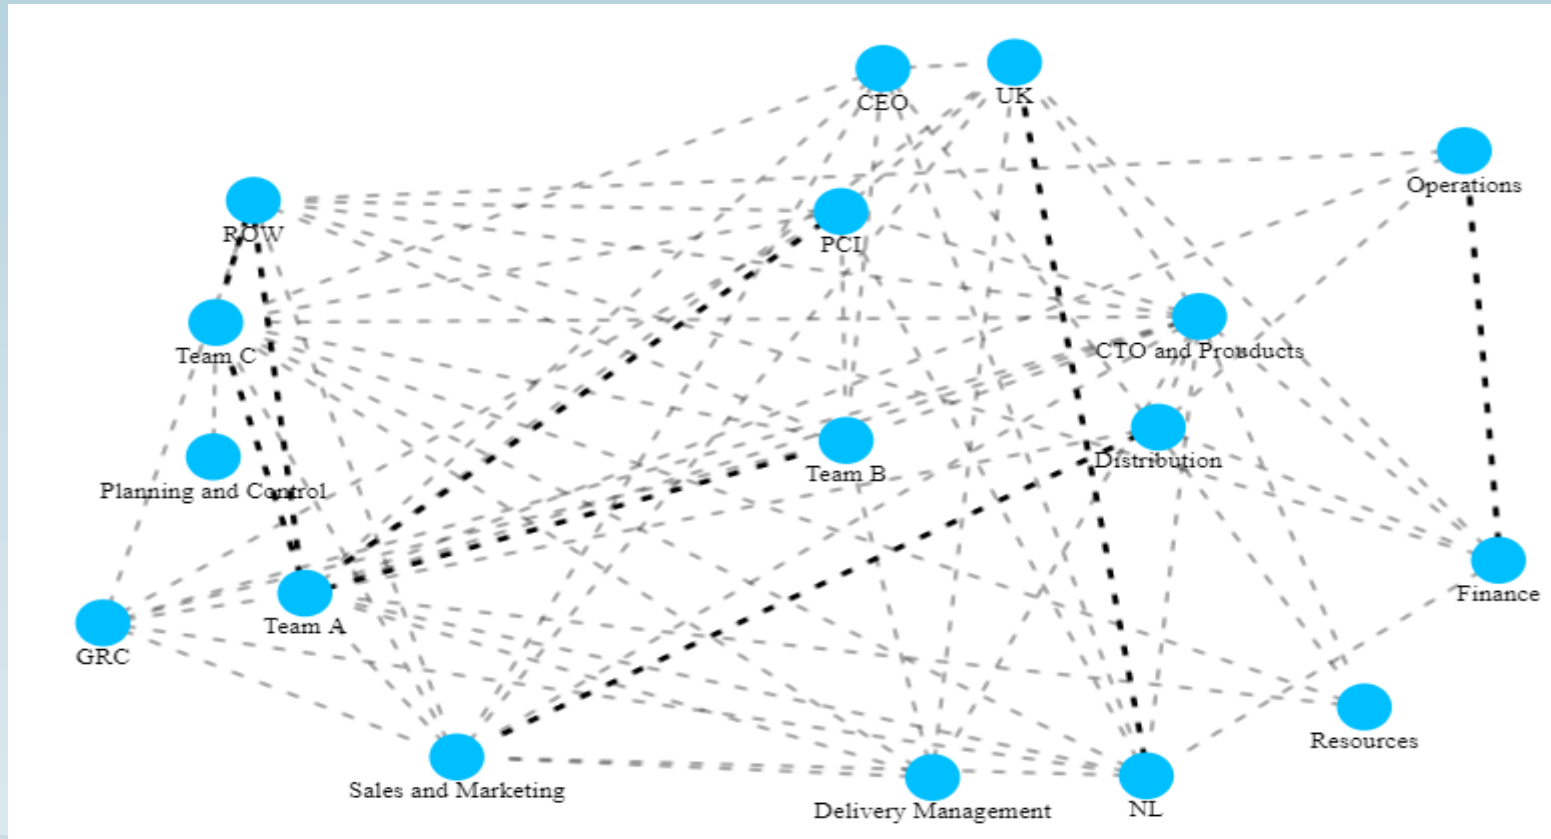 CEO
UK
Operations
ROW
PCI
Team C
CTO and Prouducts
Team B
Distribution
Planning and Control
Finance
Team A
GRC
Resources
Sales and Marketing
Delivery Management
NL